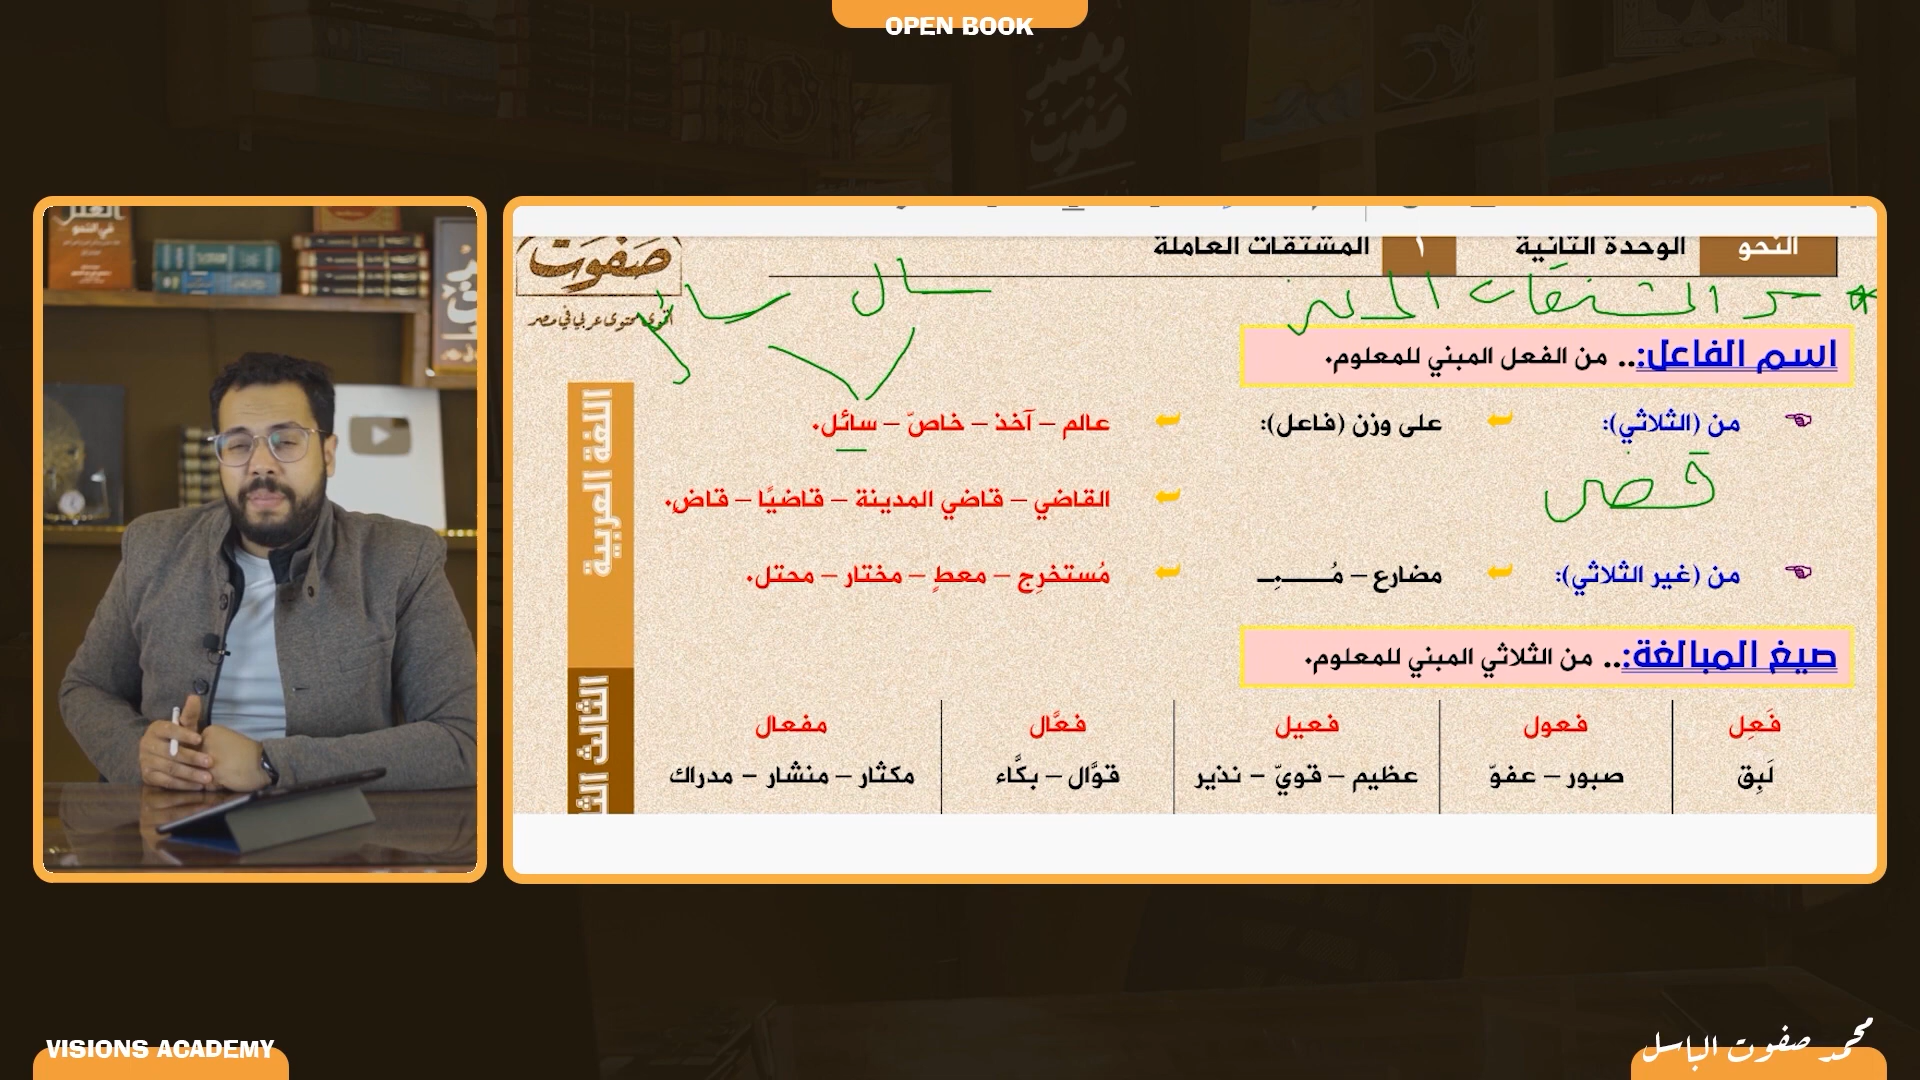 OPEN BOOK
النحو
الوحدة الثانية
١
المشتقات العاملة
صفوت
أقوى محتوى عربي في مصر
سال
اسم الفاعل:.. من الفعل المبني للمعلوم.
من (الثلاثي):
على وزن (فاعل):
عالم – آخذ – خاصّ – سائل.
القاضي – قاضي المدينة – قاضيًا – قاضٍ.
من (غير الثلاثي):
مضارع – مُـــــِـ
مُستخرِج – معطٍ – مختار – محتل.
صيغ المبالغة:.. من الثلاثي المبني للمعلوم.
فَعِل
فعول
فعيل
فعَّال
مفعال
لَبِق
صبور – عفوّ
عظيم – قويّ – نذير
قوَّال – بكَّاء
مكثار – منشار – مدراك
اللغة العربية
الثالث
VISIONS ACADEMY
محمد صفوت الباسل